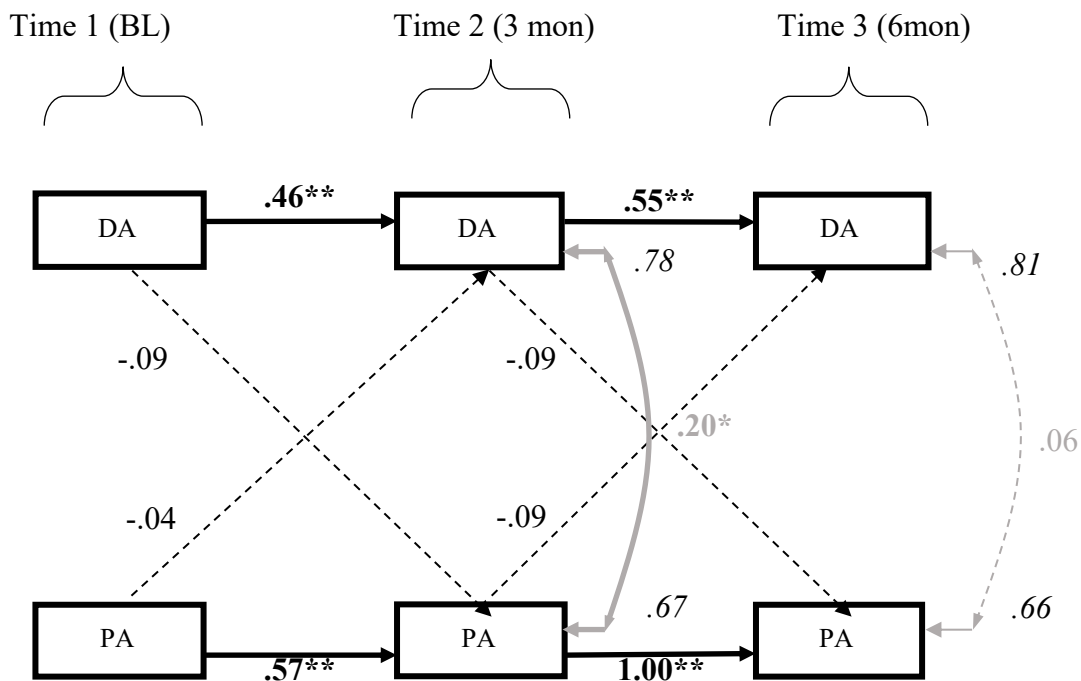 Time 1 (BL)
Time 2 (3 mon)
Time 3 (6mon)
.46**
.55**
DA
DA
DA
.78
.81
-.09
-.09
.20*
.06
-.04
-.09
.67
.66
PA
PA
PA
.57**
1.00**